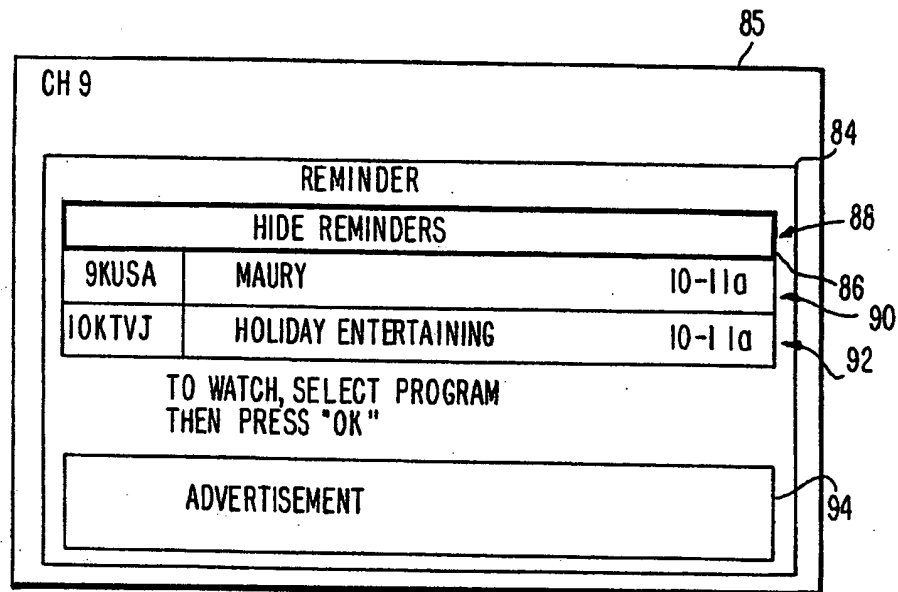 85
CH 9
84
REMINDER
HIDE REMINDERS
88
9KUSA MAURY 10-11a
86
90
10KTVJ HOLIDAY ENTERTAINING 10-11a
92
TO WATCH, SELECT PROGRAM
THEN PRESS "OK"
ADVERTISEMENT
94